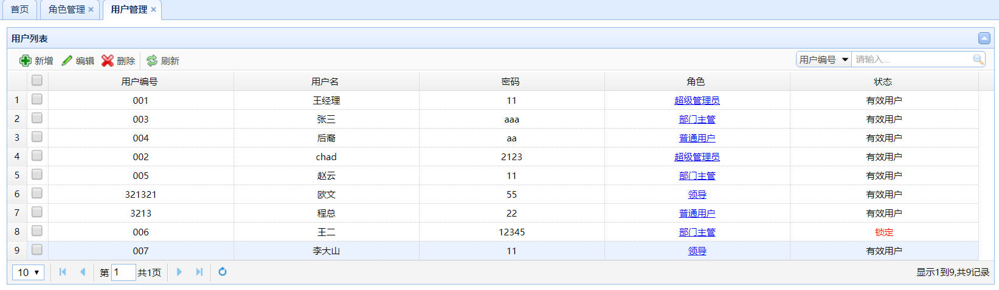 首页 角色管理 用户管理
用户列表
新增 编辑 删除 刷新 用户编号 请输入...
用户编号 用户名 密码 角色 状态
1 001 王经理 11 超级管理员 有效用户
2 003 张三 aaa 部门主管 有效用户
3 004 后裔 aa 普通用户 有效用户
4 002 chad 2123 超级管理员 有效用户
5 005 赵云 11 部门主管 有效用户
6 321321 欧文 55 领导 有效用户
7 3213 程总 22 普通用户 有效用户
8 006 王二 12345 部门主管 锁定
9 007 李大山 11 领导 有效用户
10 第 1 共1页 显示1到9,共9记录